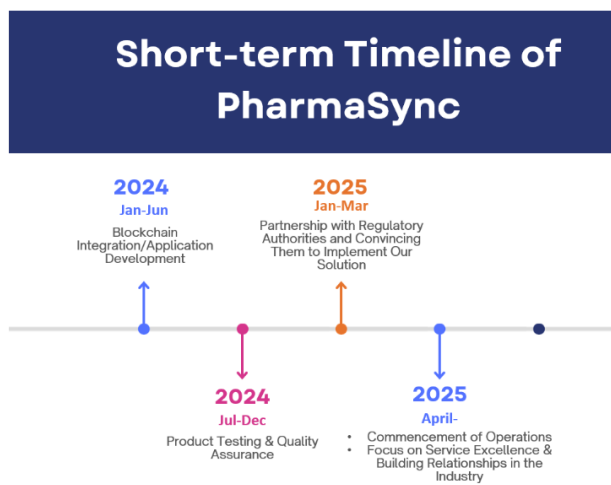 Short-term Timeline of
PharmaSync
2024
Jan-Jun
Blockchain
Integration/Application
Development
2025
Jan-Mar
Partnership with Regulatory
Authorities and Convincing
Them to Implement Our
Solution
2024
Jul-Dec
Product Testing & Quality
Assurance
2025
April-
• Commencement of Operations
• Focus on Service Excellence &
Building Relationships in the
Industry